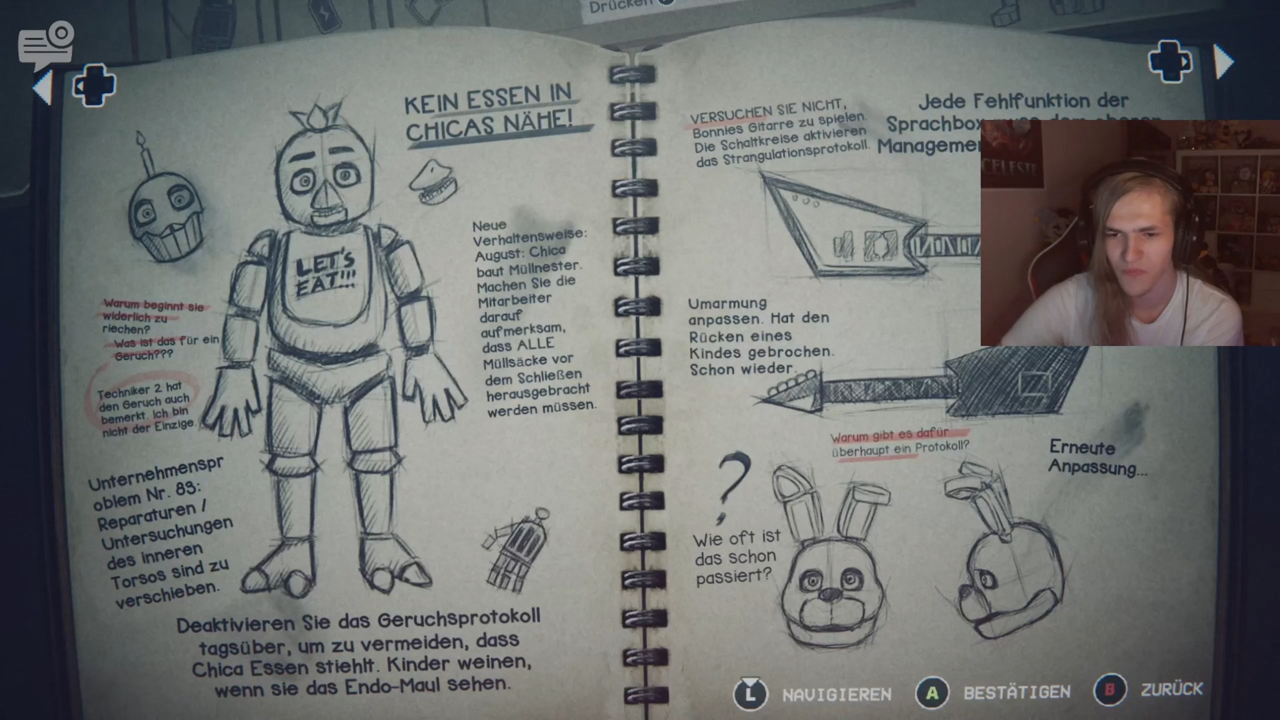 Drücken
KEIN ESSEN IN
CHICAS NÄHE!
LET'S
EAT!!!
Neue
Verhaltensweise:
August: Chica
baut Müllnester.
Machen Sie die
Mitarbeiter
darauf
aufmerksam,
dass ALLE
Müllsäcke vor
dem Schließen
herausgebracht
werden müssen.
Warum beginnt sie
widerlich zu
riechen?
Was ist das für ein
Geruch???
Techniker 2 hat
den Geruch auch
bemerkt. Ich bin
nicht der Einzige
Unternehmenspr
oblem Nr. 83:
Reparaturen /
Untersuchungen
des inneren
Torsos sind zu
verschieben.
Deaktivieren Sie das Geruchsprotokoll
tagsüber, um zu vermeiden, dass
Chica Essen stiehlt. Kinder weinen,
wenn sie das Endo-Maul sehen.
VERSUCHEN SIE NICHT,
Bonnies Gitarre zu spielen.
Die Schaltkreise aktivieren
das Strangulationsprotokoll.
Jede Fehlfunktion der
Sprachbox
CELESTE
Umarmung
anpassen. Hat den
Rücken eines
Kindes gebrochen.
Schon wieder.
Warum gibt es dafür
überhaupt ein Protokoll?
Erneute
Anpassung...
?
Wie oft ist
das schon
passiert?
L NAVIGIEREN A BESTÄTIGEN B ZURÜCK